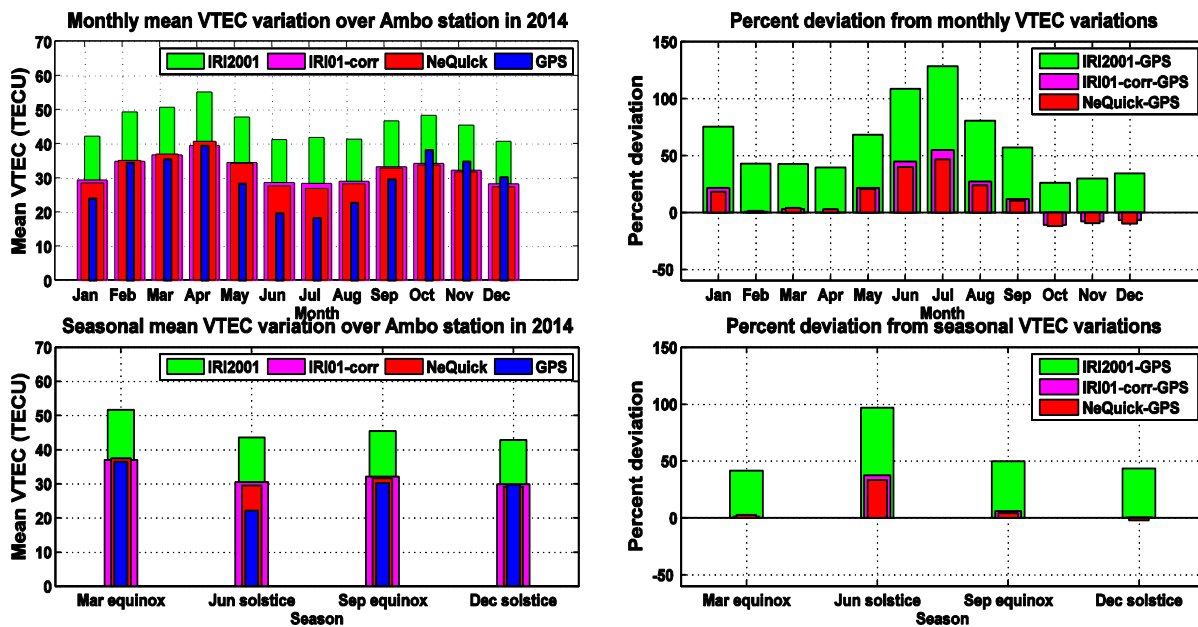 Monthly mean VTEC variation over Ambo station in 2014
Mean VTEC (TECU)
70
60
50
40
30
20
10
0
IRI2001 IRI01-corr NeQuick GPS
Jan Feb Mar Apr May Jun Jul Aug Sep Oct Nov Dec
Month
Percent deviation from monthly VTEC variations
Percent deviation
150
100
50
0
-50
IRI2001-GPS
IRI01-corr-GPS
NeQuick-GPS
Jan Feb Mar Apr May Jun Jul Aug Sep Oct Nov Dec
Month
Seasonal mean VTEC variation over Ambo station in 2014
Mean VTEC (TECU)
70
60
50
40
30
20
10
0
IRI2001 IRI01-corr NeQuick GPS
Mar equinox Jun solstice Sep equinox Dec solstice
Season
Percent deviation from seasonal VTEC variations
Percent deviation
150
100
50
0
-50
IRI2001-GPS
IRI01-corr-GPS
NeQuick-GPS
Mar equinox Jun solstice Sep equinox Dec solstice
Season